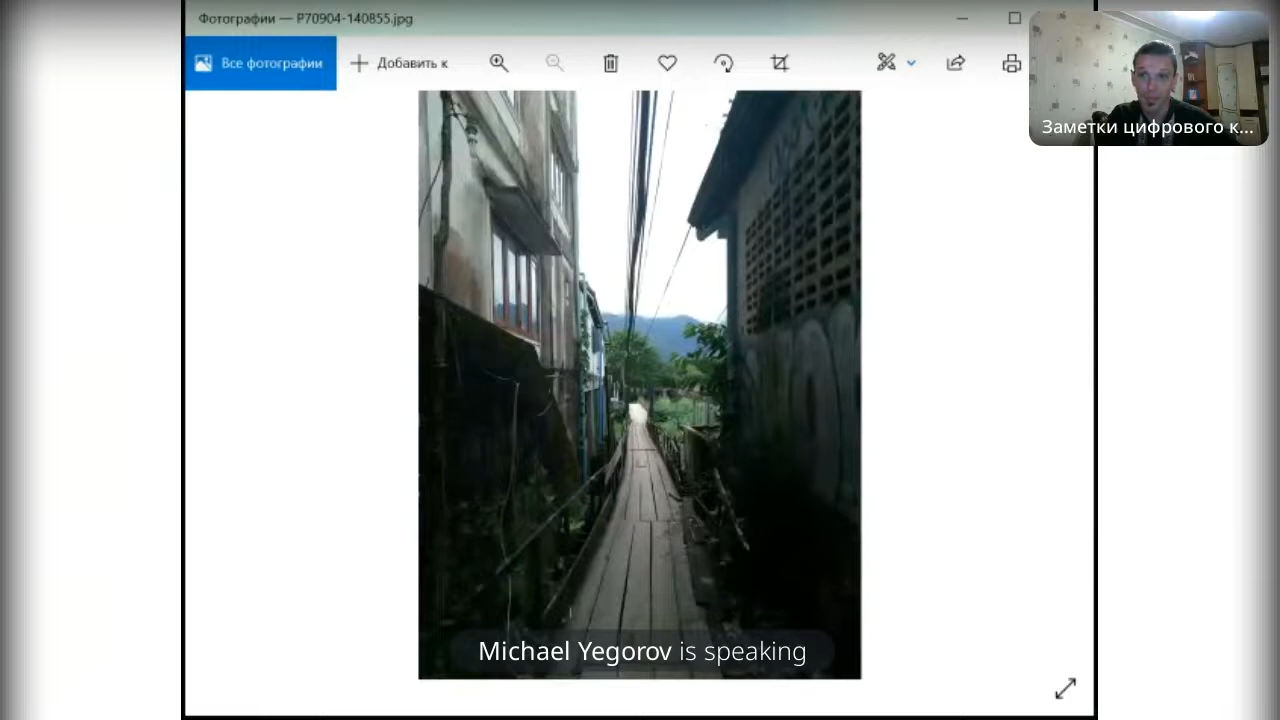 Фотографии — P70904-140855.jpg
Все фотографии
Добавить к
Заметки цифрового к...
Michael Yegorov is speaking